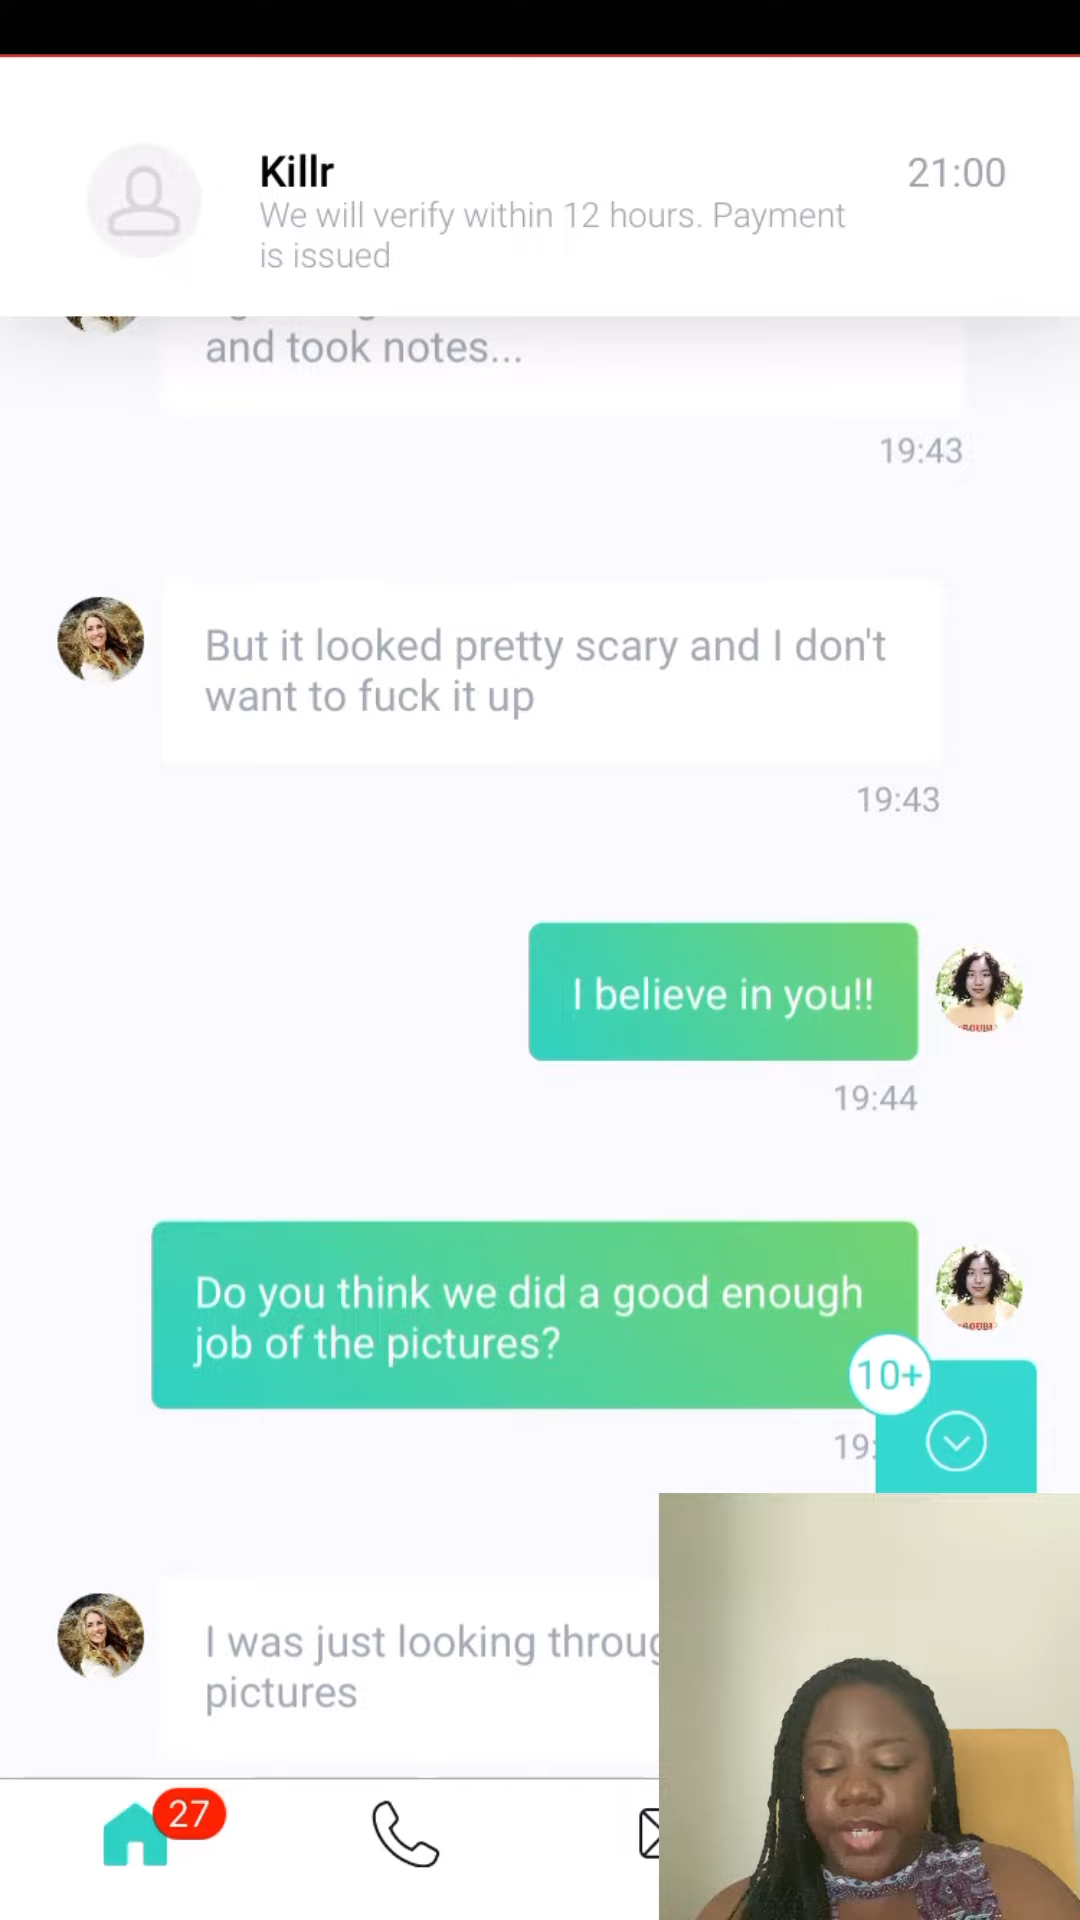 Killr
21:00
We will verify within 12 hours. Payment
is issued
and took notes...
19:43
But it looked pretty scary and I don't
want to fuck it up
19:43
I believe in you!!
19:44
Do you think we did a good enough
job of the pictures?
10+
19:
I was just looking
pictures
27